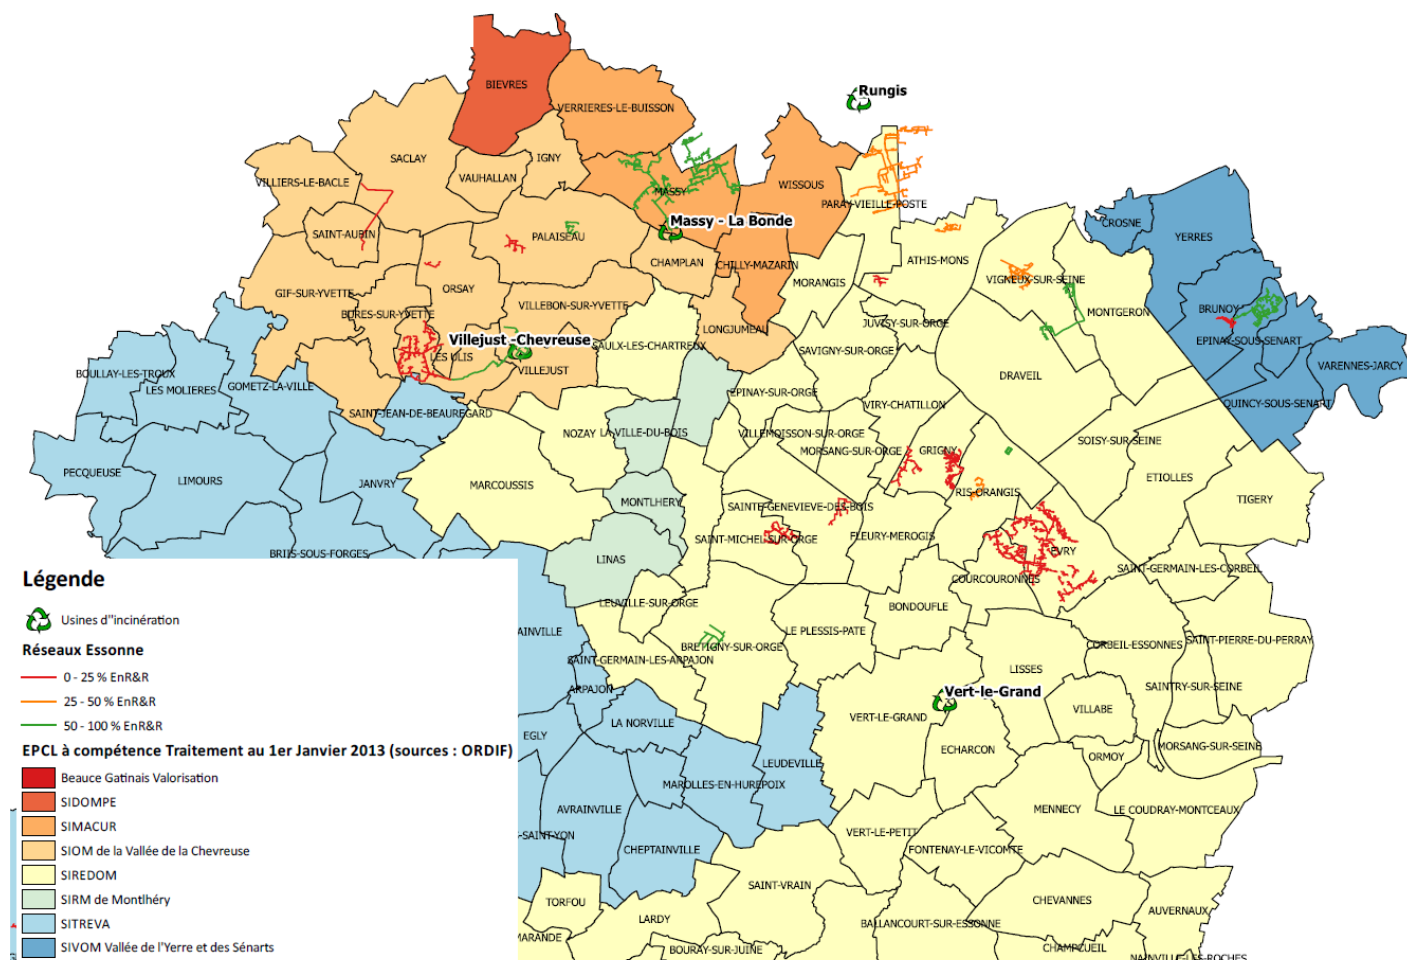 Rungis
BIEVRES
VERRIERES-LE-BUISSON
SACLAY
IGNY
VAUHALLAN
VILLIERS-LE-BACLE
MASSY
WISSOUS
PARAY-VIEILLE-POSTE
Massy - La Bonde
CROSNE
SAINT-AUBIN
PALAISEAU
YERRES
CHAMPLAN
CHILLY-MAZARIN
ATHIS-MONS
MORANGIS
VIGNEUX-SUR-SEINE
GIF-SUR-YVETTE
ORSAY
VILLEBON-SUR-YVETTE
BURES-SUR-YVETTE
BRUNOY
MONTGERON
LONGJUMEAU
JUVISY-SUR-ORGE
Villejust -Chevreuse
SAULX-LES-CHARTREUX
EPINAY-SOUS-SENART
LES ULIS
SAVIGNY-SUR-ORGE
VILLEJUST
VARENNES-JARCY
BOULLAY-LES-TROUX
LES MOLIERES
GOMETZ-LA-VILLE
DRAVEIL
EPINAY-SUR-ORGE
VIRY-CHATILLON
QUINCY-SOUS-SENART
SAINT-JEAN-DE-BEAUREGARD
NOZAY
LA-VILLE-DU-BOIS
VILLEMOISSON-SUR-ORGE
SOISY-SUR-SEINE
MORSANG-SUR-ORGE
GRIGNY
PECQUEUSE
LIMOURS
JANVRY
MARCOUSSIS
ETIOLLES
RIS-ORANGIS
TIGERY
MONTLHERY
SAINTE-GENEVIEVE-DES-BOIS
SAINT-MICHEL-SUR-ORGE
FLEURY-MEROGIS
BRIIS-SOUS-FORGES
LINAS
EVRY
SAINT-GERMAIN-LES-CORBEIL
COURCOURONNES
LEUVILLE-SUR-ORGE
BONDOUFLE
AINVILLE
LE PLESSIS-PATE
BRETIGNY-SUR-ORGE
CORBEIL-ESSONNES
SAINT-PIERRE-DU-PERRAY
SAINT-GERMAIN-LES-ARPAJON
LISSES
ARPAJON
SAINTRY-SUR-SEINE
Vert-le-Grand
LA NORVILLE
VERT-LE-GRAND
VILLABE
EGLY
ECHARCON
MORSANG-SUR-SEINE
ORMOY
LEUDEVILLE
MAROLLES-EN-HUREPOIX
AVRAINVILLE
MENNECY
LE COUDRAY-MONTCEAUX
-SAINT-YON
VERT-LE-PETIT
CHEPTAINVILLE
FONTENAY-LE-VICOMTE
SAINT-VRAIN
TORFOU
CHEVANNES
AUVERNAUX
LARDY
BALLANCOURT-SUR-ESSONNE
MARANDE
BOURAY-SUR-JUINE
CHAMPCUEIL
NAINVILLE-LES-ROCHES
Légende
Usines d"incinération
Réseaux Essonne
0 - 25 % EnR&R
25 - 50 % EnR&R
50 - 100 % EnR&R
EPCL à compétence Traitement au 1er Janvier 2013 (sources : ORDIF)
Beauce Gatinais Valorisation
SIDOMPE
SIMACUR
SIOM de la Vallée de la Chevreuse
SIREDOM
SIRM de Montlhéry
SITREVA
SIVOM Vallée de l'Yerre et des Sénarts